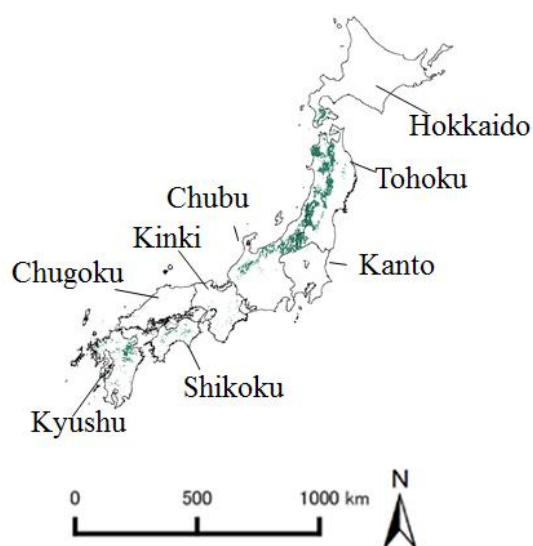 Hokkaido
Tohoku
Chubu
Kinki
Kanto
Chugoku
Shikoku
Kyushu
N
0 500 1000 km